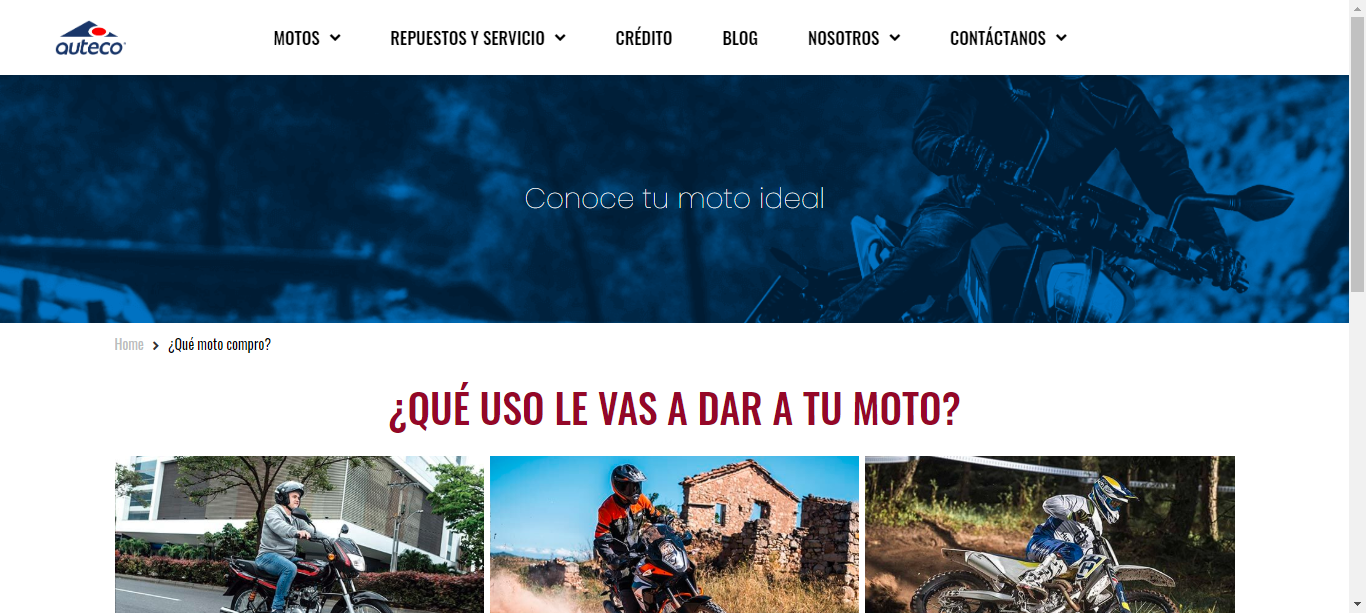 auteco
MOTOS
REPUESTOS Y SERVICIO
CRÉDITO
BLOG
NOSOTROS
CONTÁCTANOS
Conoce tu moto ideal
Home
¿Qué moto compro?
¿QUÉ USO LE VAS A DAR A TU MOTO?